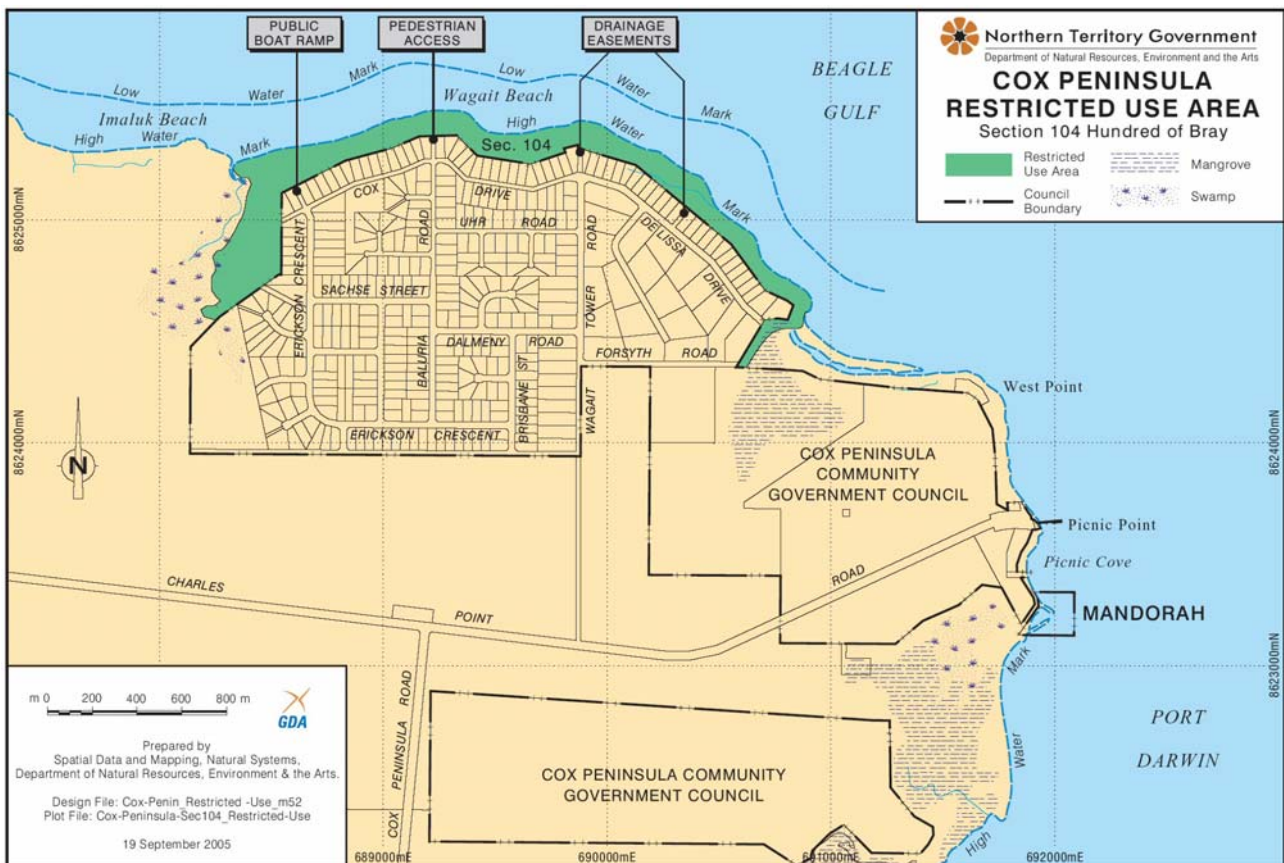 PUBLIC
BOAT RAMP
PEDESTRIAN
ACCESS
DRAINAGE
EASEMENTS
Northern Territory Government
Department of Natural Resources, Environment and the Arts
COX PENINSULA
RESTRICTED USE AREA
Section 104 Hundred of Bray
Restricted
Use Area
Mangrove
Council
Boundary
Swamp
BEAGLE
GULF
Low
Water
Mark
Low
Water
Mark
Wagait Beach
Imaluk Beach
High
Water
Mark
High
Water
Mark
Sec. 104
COX
DRIVE
UHR ROAD
ROAD
ROAD
DE LISSA
DRIVE
ERICKSON CRESCENT
SACHSE STREET
BALURIA
TOWER
DALMENY ROAD
FORSYTH ROAD
BRISBANE ST
WAGAIT
ERICKSON CRESCENT
8625000mN
8624000mN
8624000mN
8623000mN
N
West Point
COX PENINSULA
COMMUNITY
GOVERNMENT COUNCIL
Picnic Point
Picnic Cove
MANDORAH
CHARLES
POINT
ROAD
COX PENINSULA ROAD
Mark
Water
High
PORT
DARWIN
COX PENINSULA COMMUNITY
GOVERNMENT COUNCIL
m 0 200 400 600 800 m
GDA
Prepared by
Spatial Data and Mapping, Natural Systems,
Department of Natural Resources, Environment & the Arts.
Design File: Cox-Penin_Restricted -Use_m52
Plot File: Cox-Peninsula-Sec104_Restricted-Use
19 September 2005
689000mE
690000mE
691000mE
692000mE